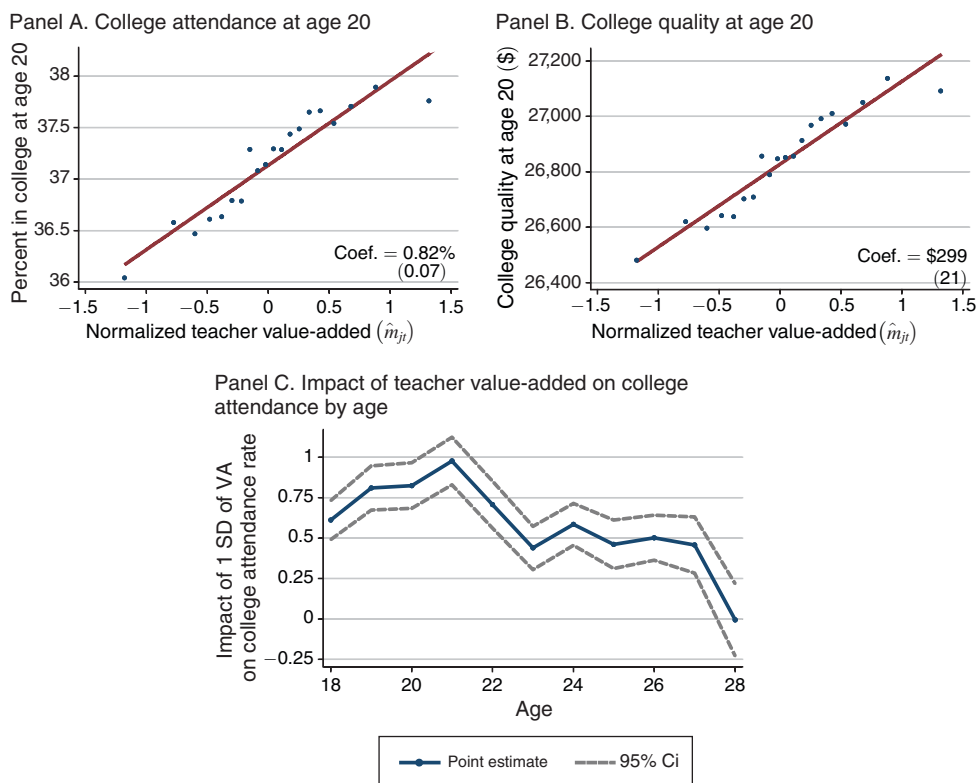 Panel A. College attendance at age 20
Percent in college at age 20
38
37.5
37
36.5
36
Coef. = 0.82%
(0.07)
−1.5 −1 −0.5 0 0.5 1 1.5
Normalized teacher value-added (m̂jt)
Panel B. College quality at age 20
College quality at age 20 ($)
27,200
27,000
26,800
26,600
26,400
Coef. = $299
(21)
−1.5 −1 −0.5 0 0.5 1 1.5
Normalized teacher value-added (m̂jt)
Panel C. Impact of teacher value-added on college
attendance by age
Impact of 1 SD of VA
on college attendance rate
1
0.75
0.5
0.25
0
−0.25
18 20 22 24 26 28
Age
Point estimate 95% Ci